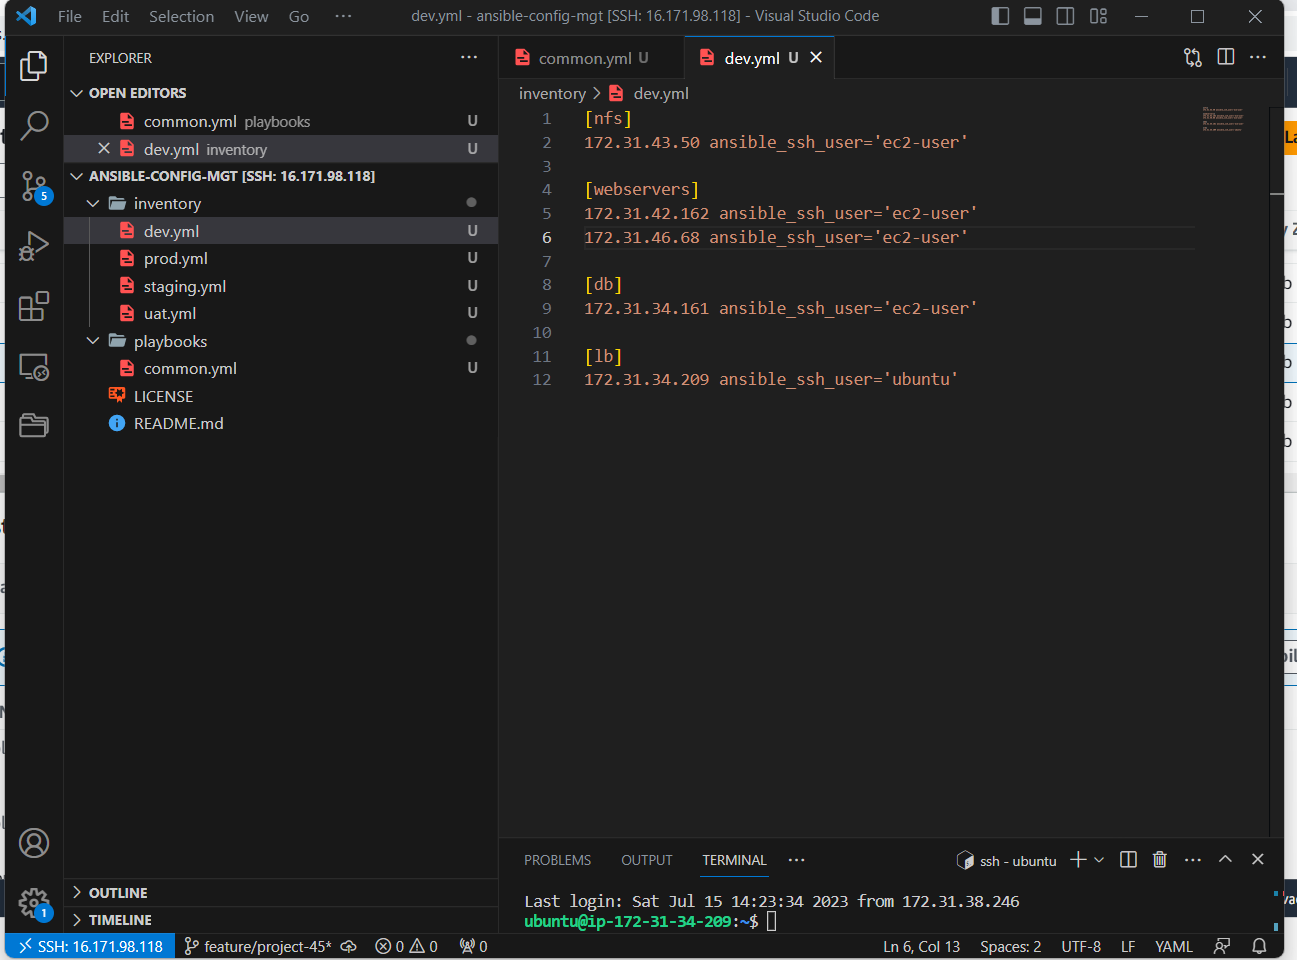 File Edit Selection View Go ··· dev.yml - ansible-config-mgt [SSH: 16.171.98.118] - Visual Studio Code
EXPLORER
OPEN EDITORS
common.yml playbooks U
dev.yml inventory U
ANSIBLE-CONFIG-MGT [SSH: 16.171.98.118]
inventory
dev.yml U
prod.yml U
staging.yml U
uat.yml U
playbooks
common.yml U
LICENSE
README.md
OUTLINE
TIMELINE
5
1
common.yml U
dev.yml U
inventory > dev.yml
1 [nfs]
2 172.31.43.50 ansible_ssh_user='ec2-user'
3
4 [webservers]
5 172.31.42.162 ansible_ssh_user='ec2-user'
6 172.31.46.68 ansible_ssh_user='ec2-user'
7
8 [db]
9 172.31.34.161 ansible_ssh_user='ec2-user'
10
11 [lb]
12 172.31.34.209 ansible_ssh_user='ubuntu'
PROBLEMS OUTPUT TERMINAL ··· ssh - ubuntu
Last login: Sat Jul 15 14:23:34 2023 from 172.31.38.246
ubuntu@ip-172-31-34-209:~$
SSH: 16.171.98.118 feature/project-45* 0 0 0 Ln 6, Col 13 Spaces: 2 UTF-8 LF YAML